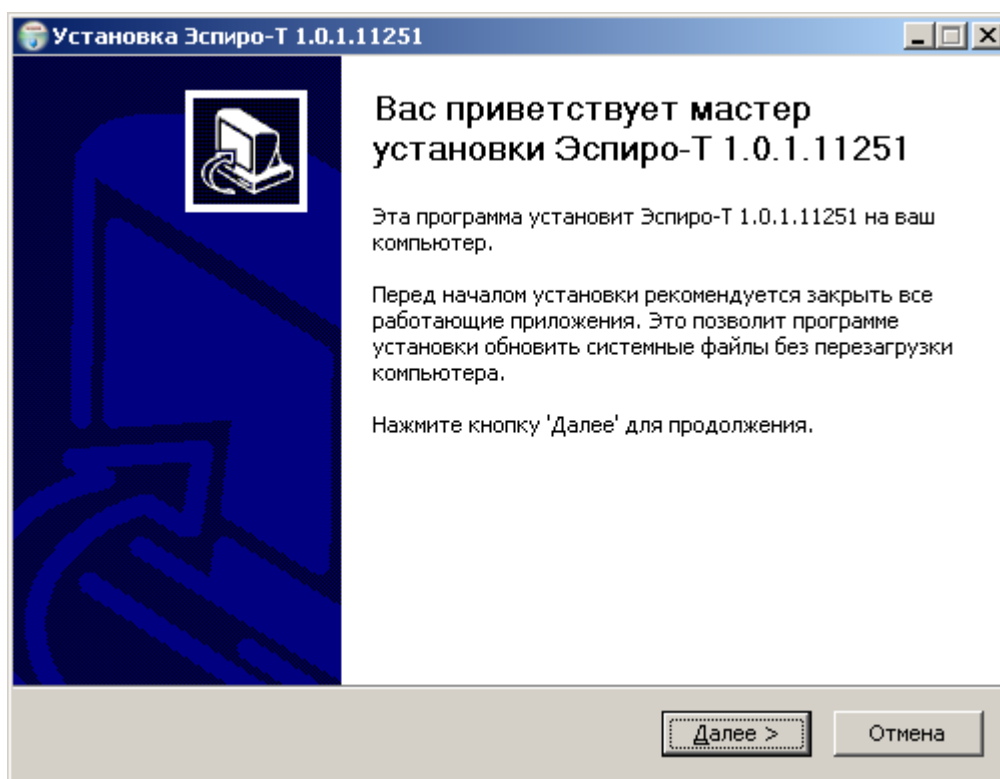 Установка Эспиро-Т 1.0.1.11251
Вас приветствует мастер
установки Эспиро-Т 1.0.1.11251
Эта программа установит Эспиро-Т 1.0.1.11251 на ваш
компьютер.
Перед началом установки рекомендуется закрыть все
работающие приложения. Это позволит программе
установки обновить системные файлы без перезагрузки
компьютера.
Нажмите кнопку 'Далее' для продолжения.
Далее >
Отмена